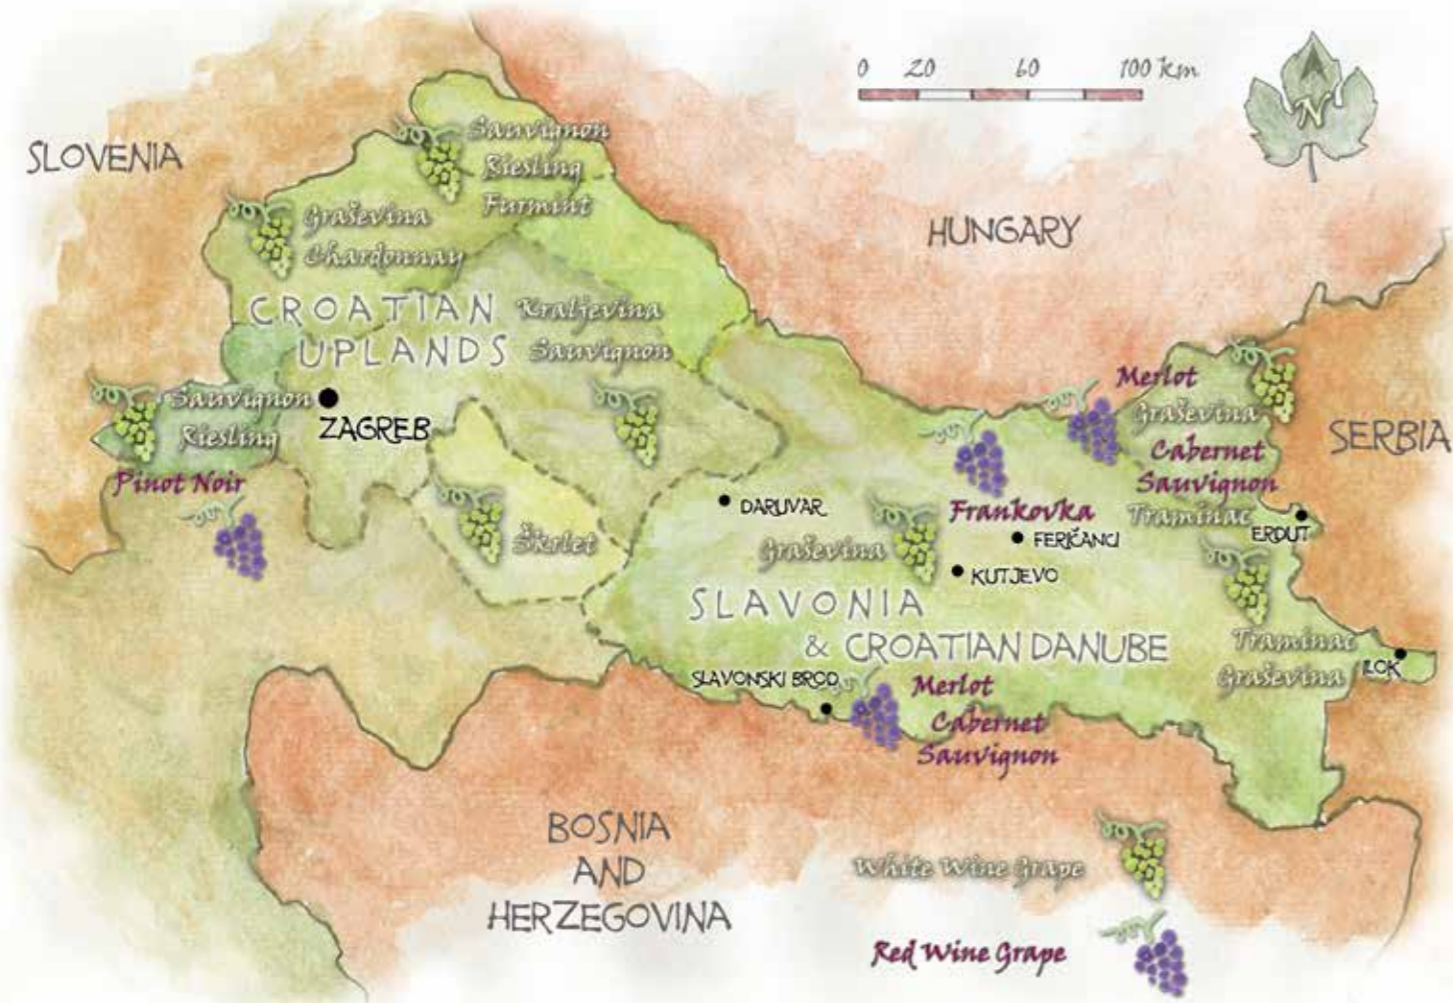 0 20 60 100 Km
N
SLOVENIA
Sauvignon
Riesling
Furmint
Graševina
Chardonnay
HUNGARY
CROATIAN
UPLANDS
Kraljevina
Sauvignon
Sauvignon
Riesling
Pinot Noir
ZAGREB
Škrlet
Merlot
Graševina
Cabernet
Sauvignon
Traminac
SERBIA
DARUVAR
Frankovka
Graševina
FERIČANCI
KUTJEVO
ERDUT
SLAVONIA
& CROATIAN DANUBE
Traminac
Graševina
ILOK
SLAVONSKI BROD
Merlot
Cabernet
Sauvignon
BOSNIA
AND
HERZEGOVINA
White Wine Grape
Red Wine Grape